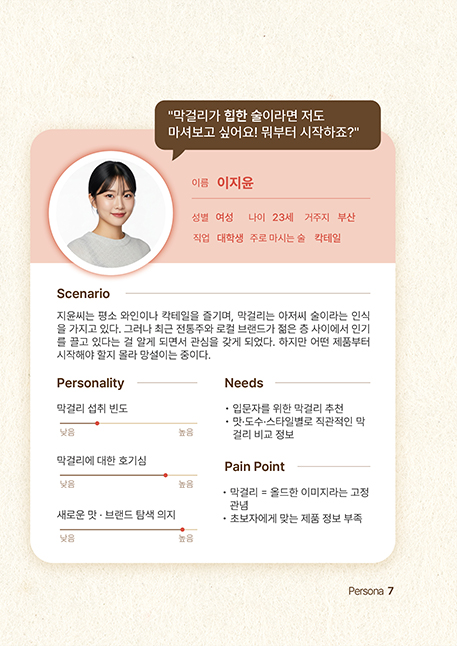 "막걸리가 힙한 술이라면 저도
마셔보고 싶어요! 뭐부터 시작하죠?"
이름 이지윤
성별 여성 나이 23세 거주지 부산
직업 대학생 주로 마시는 술 칵테일
Scenario
지윤씨는 평소 와인이나 칵테일을 즐기며, 막걸리는 아저씨 술이라는 인식
을 가지고 있다. 그러나 최근 전통주와 로컬 브랜드가 젊은 층 사이에서 인기
를 끌고 있다는 걸 알게 되면서 관심을 갖게 되었다. 하지만 어떤 제품부터
시작해야 할지 몰라 망설이는 중이다.
Personality
막걸리 섭취 빈도
낮음 높음
막걸리에 대한 호기심
낮음 높음
새로운 맛 · 브랜드 탐색 의지
낮음 높음
Needs
• 입문자를 위한 막걸리 추천
• 맛·도수·스타일별로 직관적인 막
걸리 비교 정보
Pain Point
• 막걸리 = 올드한 이미지라는 고정
관념
• 초보자에게 맞는 제품 정보 부족
Persona 7